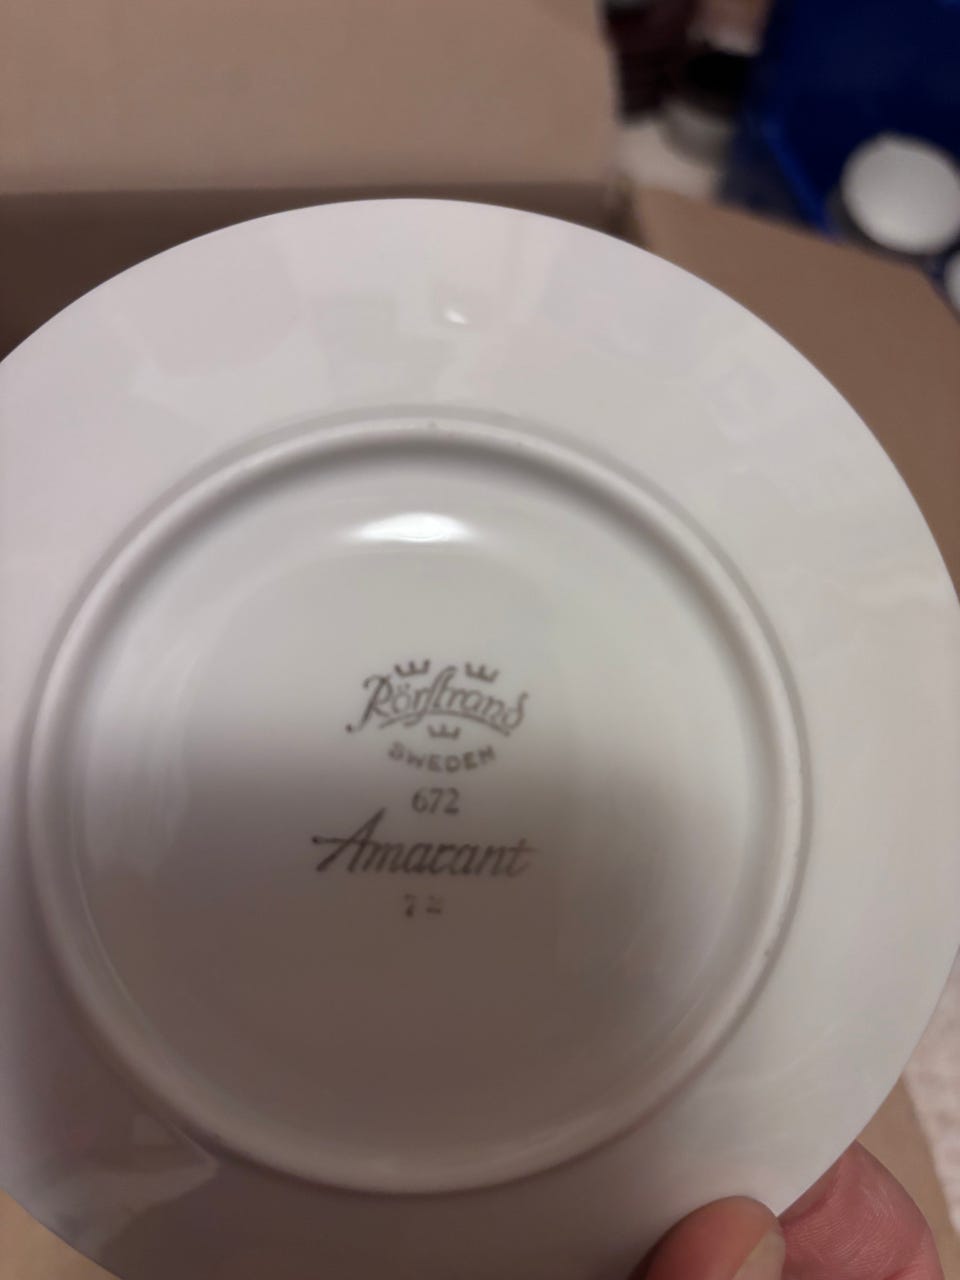 Rörstrand
SWEDEN
672
Amarant